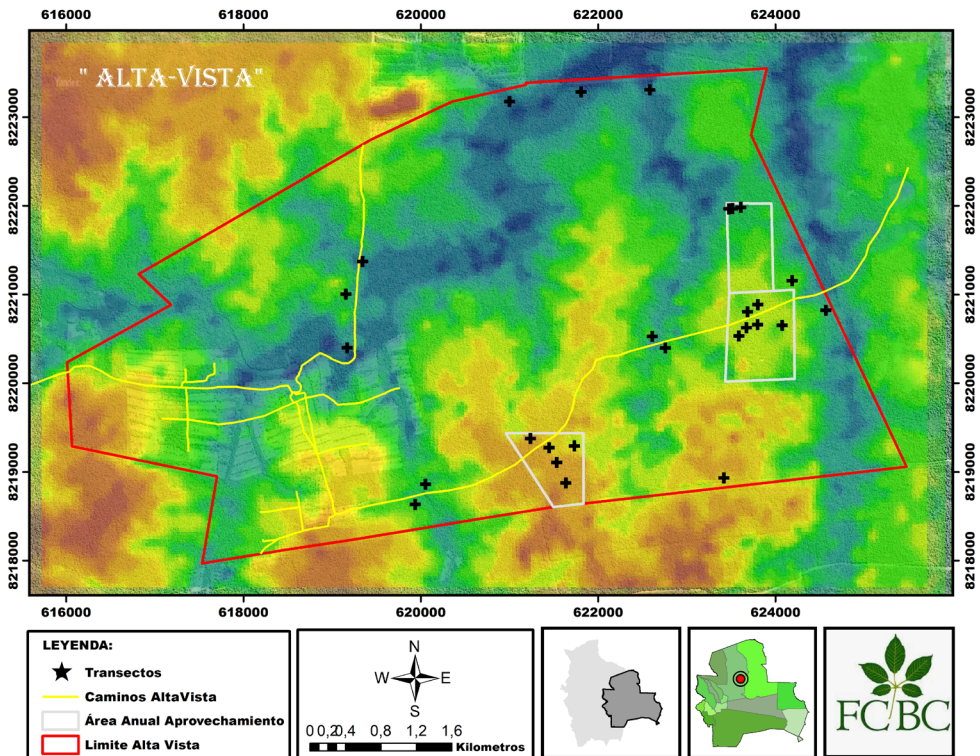 616000 618000 620000 622000 624000
" ALTA-VISTA"
8223000 8223000
8222000 8222000
8221000 8221000
8220000 8220000
8219000 8219000
8218000 8218000
616000 618000 620000 622000 624000
LEYENDA:
Transectos
Caminos AltaVista
Área Anual Aprovechamiento
Limite Alta Vista
N
W E
S
0 0,20,4 0,8 1,2 1,6
Kilometros
FCBC